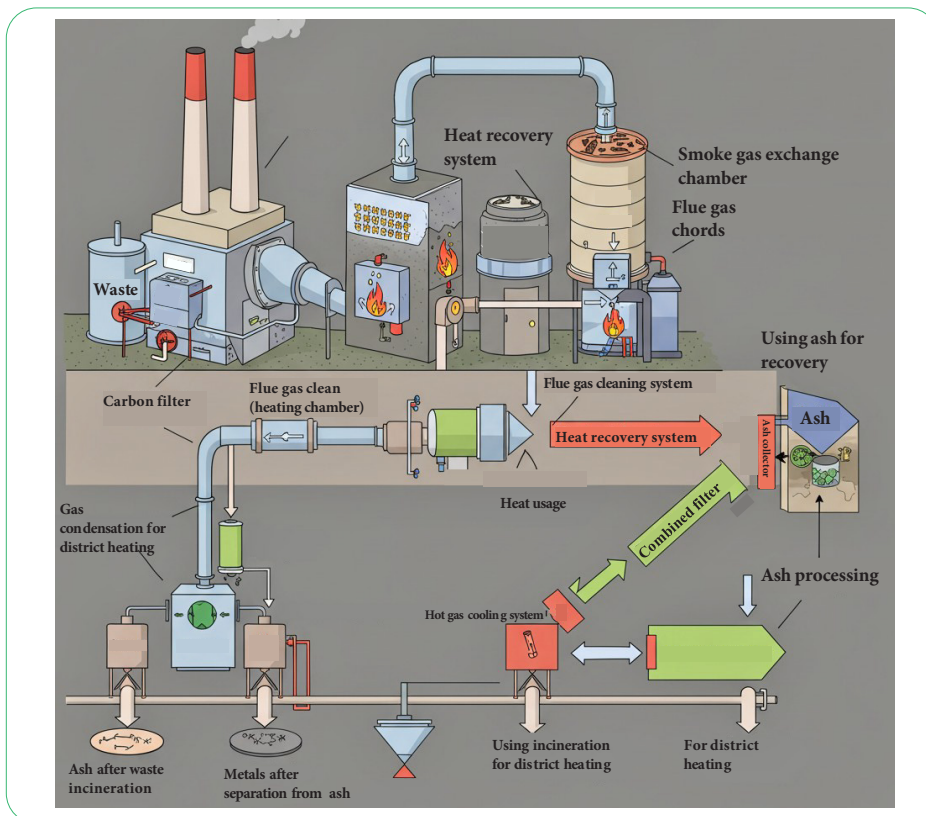 Heat recovery
system
Smoke gas exchange
chamber
Flue gas
chords
Waste
Using ash for
recovery
Carbon filter
Flue gas clean
(heating chamber)
Flue gas cleaning system
Ash
Heat recovery system
Ash collector
Heat usage
Combined filter
Gas
condensation for
district heating
Ash processing
Hot gas cooling system
Using incineration
for district heating
For district
heating
Ash after waste
incineration
Metals after
separation from ash